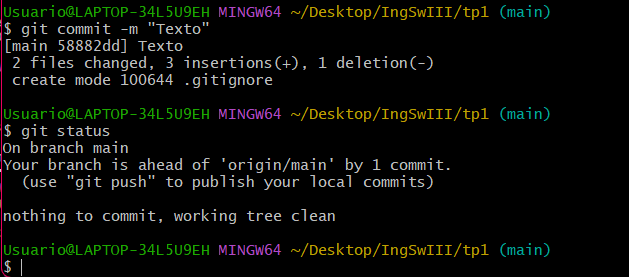 Usuario@LAPTOP-34L5U9EH MINGW64 ~/Desktop/IngSwIII/tp1 (main)
$ git commit -m "Texto"
[main 58882dd] Texto
 2 files changed, 3 insertions(+), 1 deletion(-)
 create mode 100644 .gitignore

Usuario@LAPTOP-34L5U9EH MINGW64 ~/Desktop/IngSwIII/tp1 (main)
$ git status
On branch main
Your branch is ahead of 'origin/main' by 1 commit.
  (use "git push" to publish your local commits)

nothing to commit, working tree clean

Usuario@LAPTOP-34L5U9EH MINGW64 ~/Desktop/IngSwIII/tp1 (main)
$